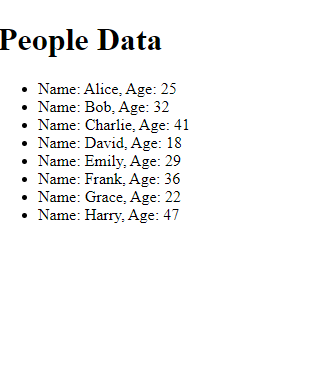 People Data
Name: Alice, Age: 25
Name: Bob, Age: 32
Name: Charlie, Age: 41
Name: David, Age: 18
Name: Emily, Age: 29
Name: Frank, Age: 36
Name: Grace, Age: 22
Name: Harry, Age: 47